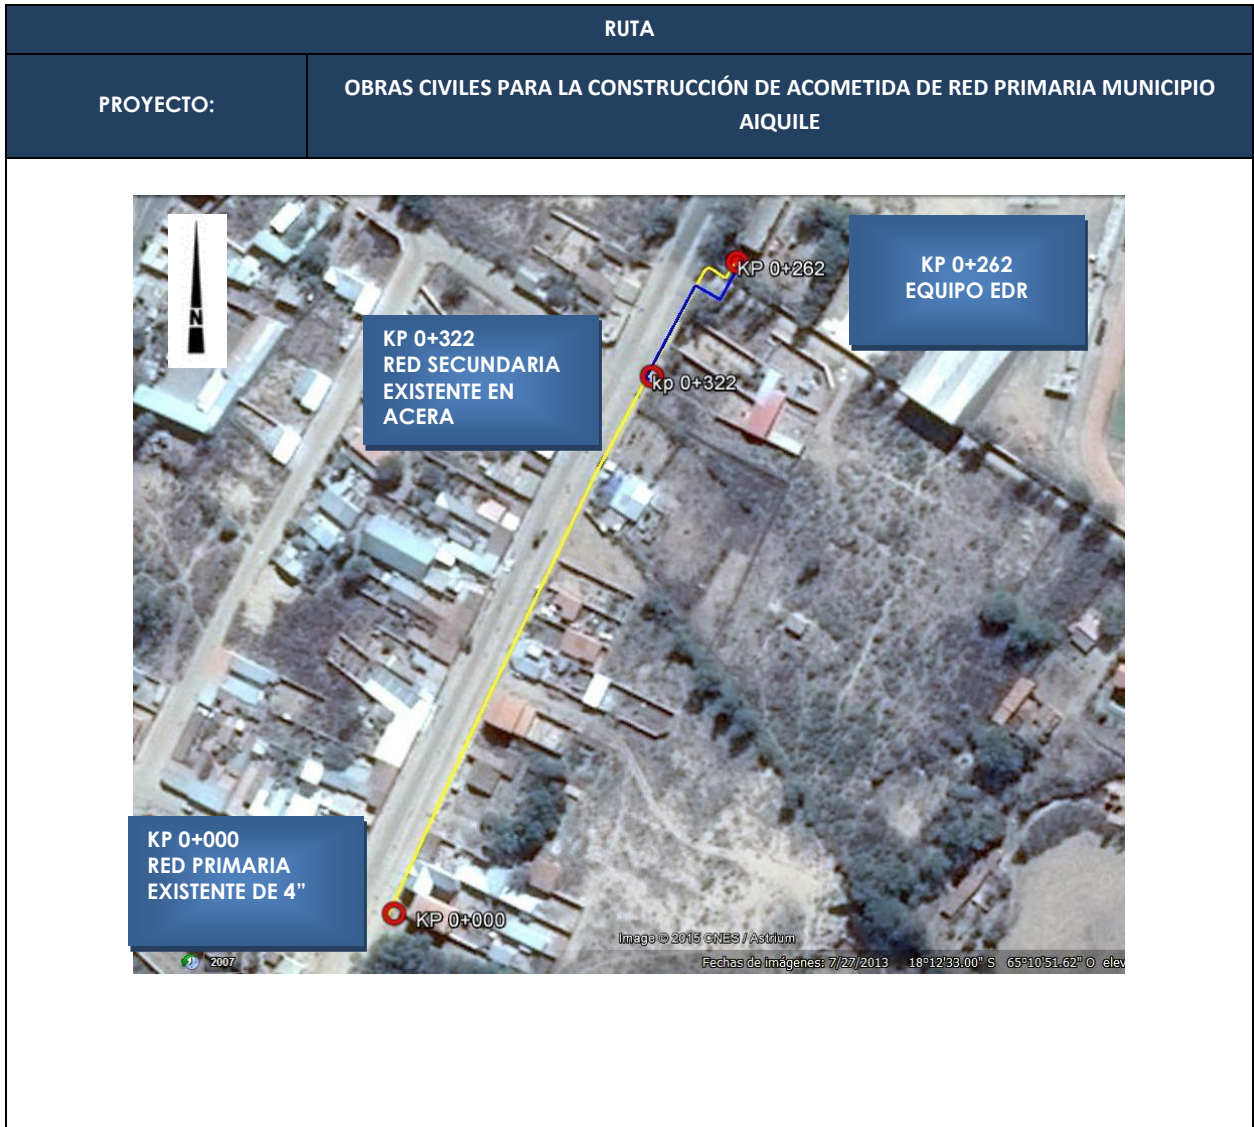 RUTA
PROYECTO:
OBRAS CIVILES PARA LA CONSTRUCCIÓN DE ACOMETIDA DE RED PRIMARIA MUNICIPIO
AIQUILE
N
KP 0+262
KP 0+262
EQUIPO EDR
KP 0+322
RED SECUNDARIA
EXISTENTE EN
ACERA
kp 0+322
KP 0+000
RED PRIMARIA
EXISTENTE DE 4”
KP 0+000
Image © 2015 CNES / Astrium
2007
Fechas de imágenes: 7/27/2013 18°12'33.00" S 65°10'51.62" O elev